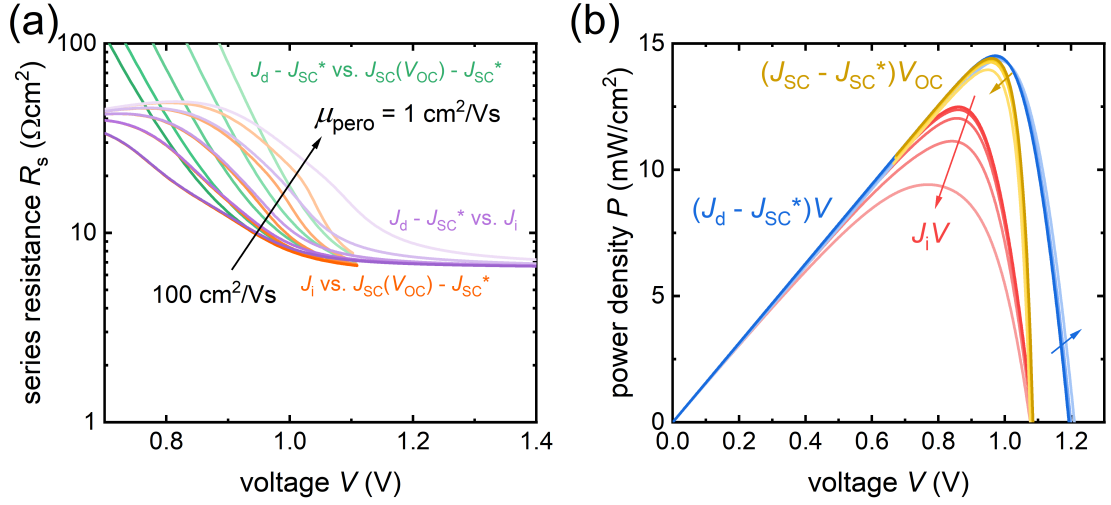 (a)
series resistance Rs (Ωcm²)
100
10
1
Jd - JSC* vs. JSC(VOC) - JSC*
μpero = 1 cm²/Vs
Jd - JSC* vs. Ji
100 cm²/Vs
Ji vs. JSC(VOC) - JSC*
0.8 1.0 1.2 1.4
voltage V (V)
(b)
power density P (mW/cm²)
15
10
5
0
(JSC - JSC*)VOC
(Jd - JSC*)V
JiV
0.0 0.2 0.4 0.6 0.8 1.0 1.2
voltage V (V)